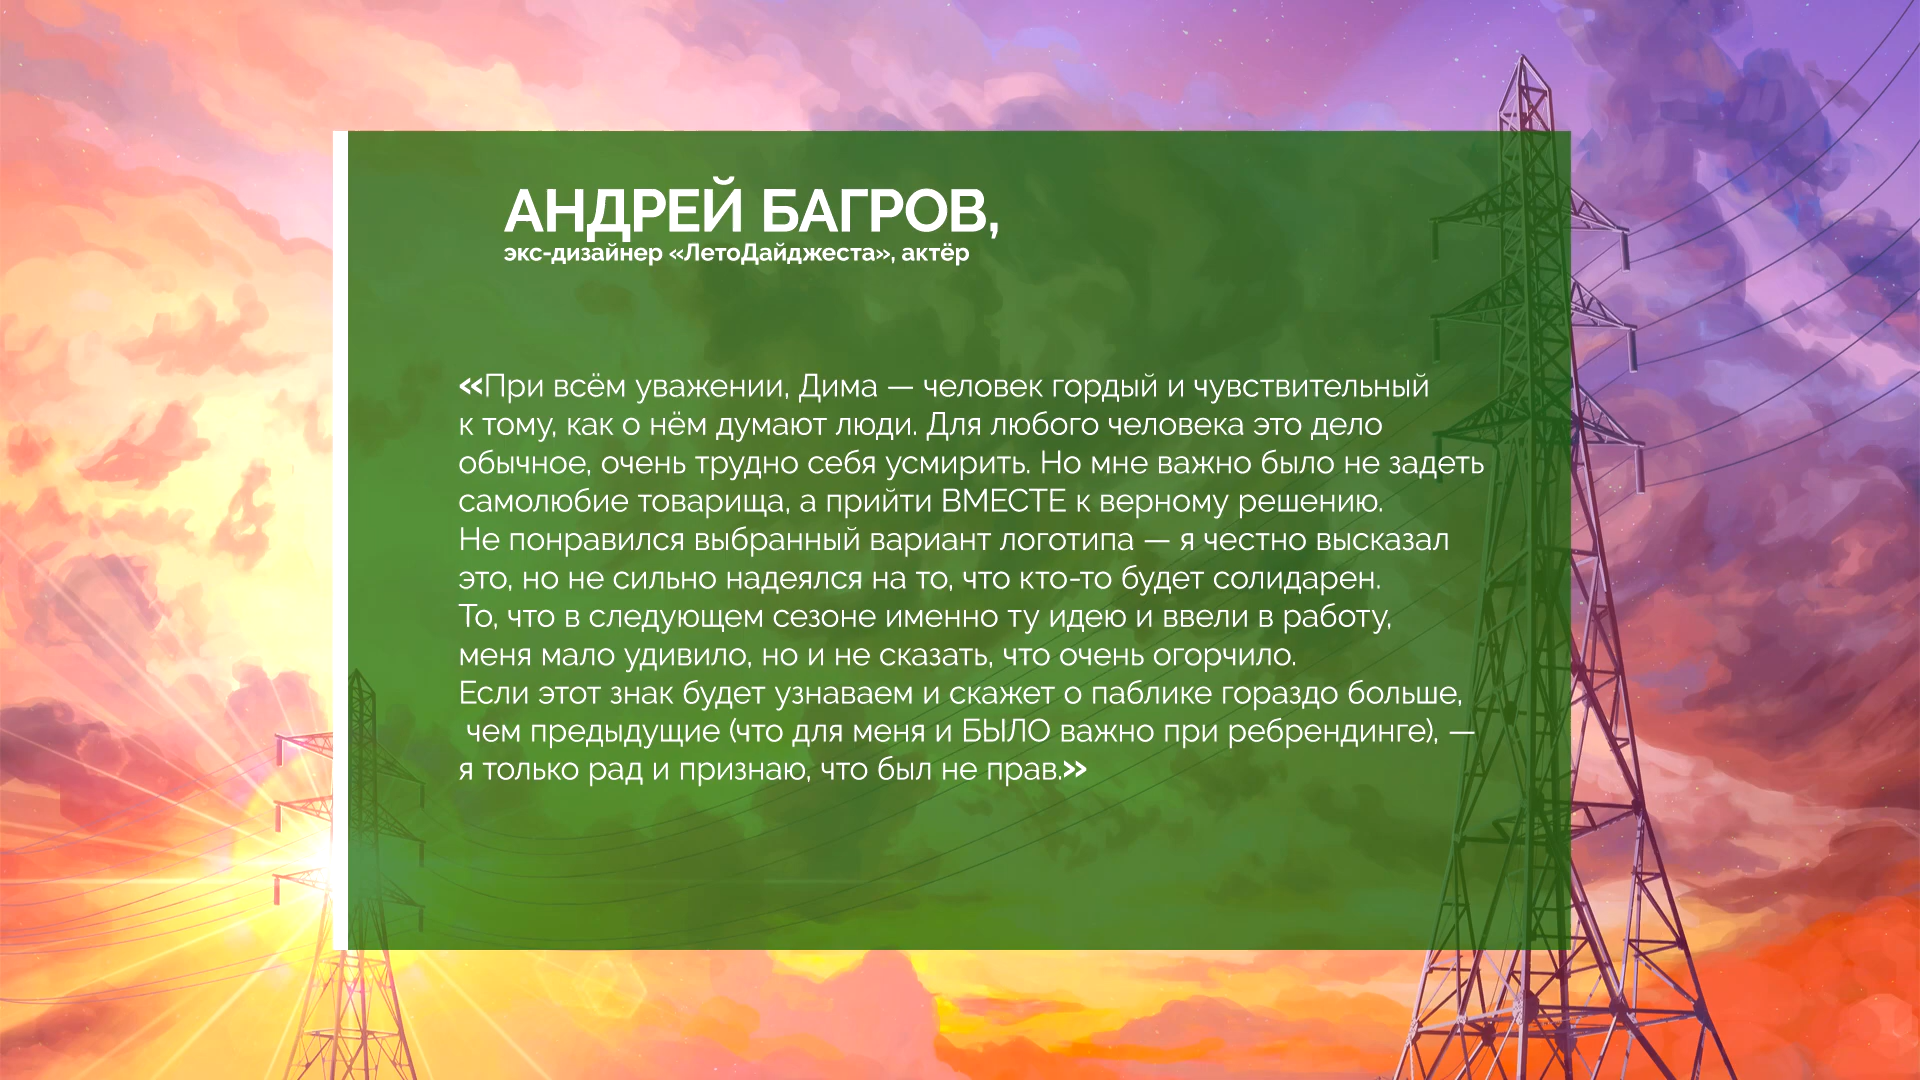 АНДРЕЙ БАГРОВ,
экс-дизайнер «ЛетоДайджеста», актёр
«При всём уважении, Дима — человек гордый и чувствительный
к тому, как о нём думают люди. Для любого человека это дело
обычное, очень трудно себя усмирить. Но мне важно было не задеть
самолюбие товарища, а прийти ВМЕСТЕ к верному решению.
Не понравился выбранный вариант логотипа — я честно высказал
это, но не сильно надеялся на то, что кто-то будет солидарен.
То, что в следующем сезоне именно ту идею и ввели в работу,
меня мало удивило, но и не сказать, что очень огорчило.
Если этот знак будет узнаваем и скажет о паблике гораздо больше,
чем предыдущие (что для меня и БЫЛО важно при ребрендинге), —
я только рад и признаю, что был не прав.»